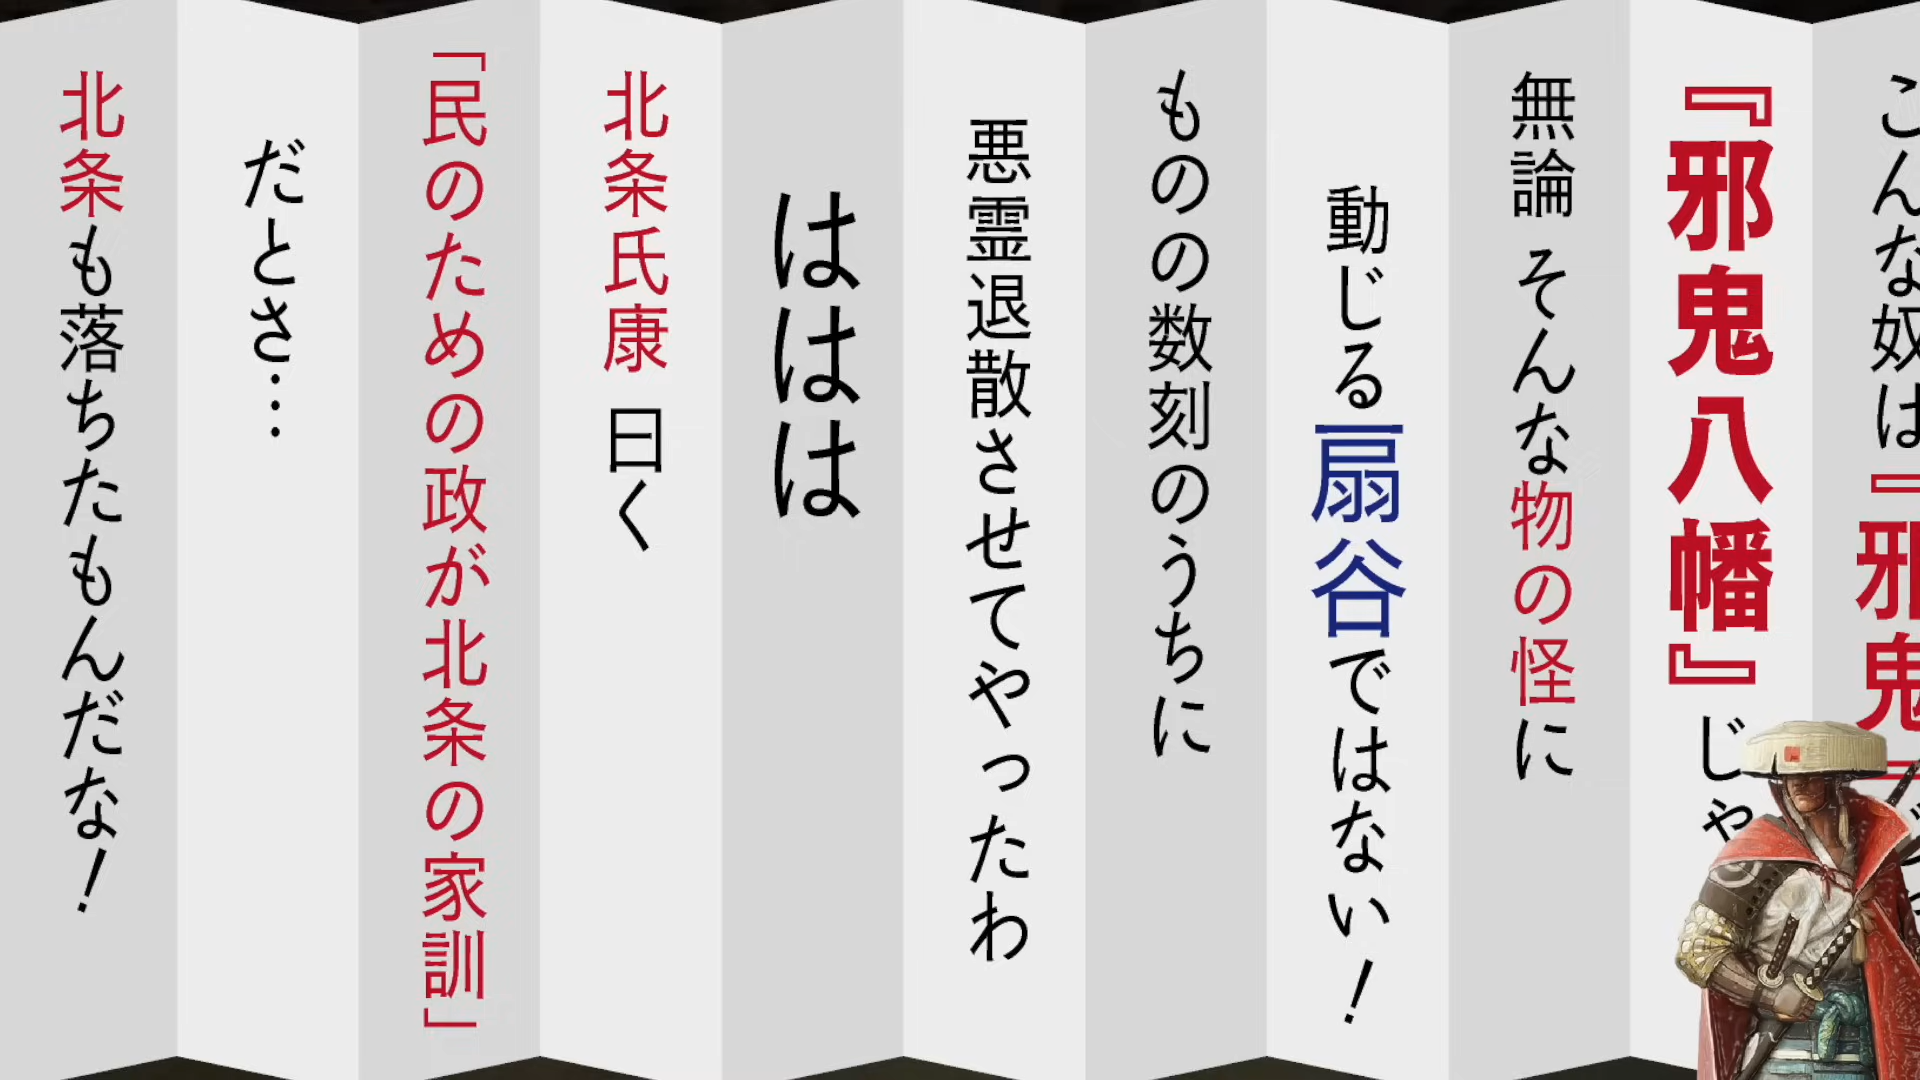 こんな奴は『邪鬼
『邪鬼八幡』じゃ
無論 そんな物の怪に
動じる扇谷ではない！
ものの数刻のうちに
悪霊退散させてやったわ
ははは
北条氏康 曰く
「民のための政が北条の家訓」
だとさ…
北条も落ちたもんだな！